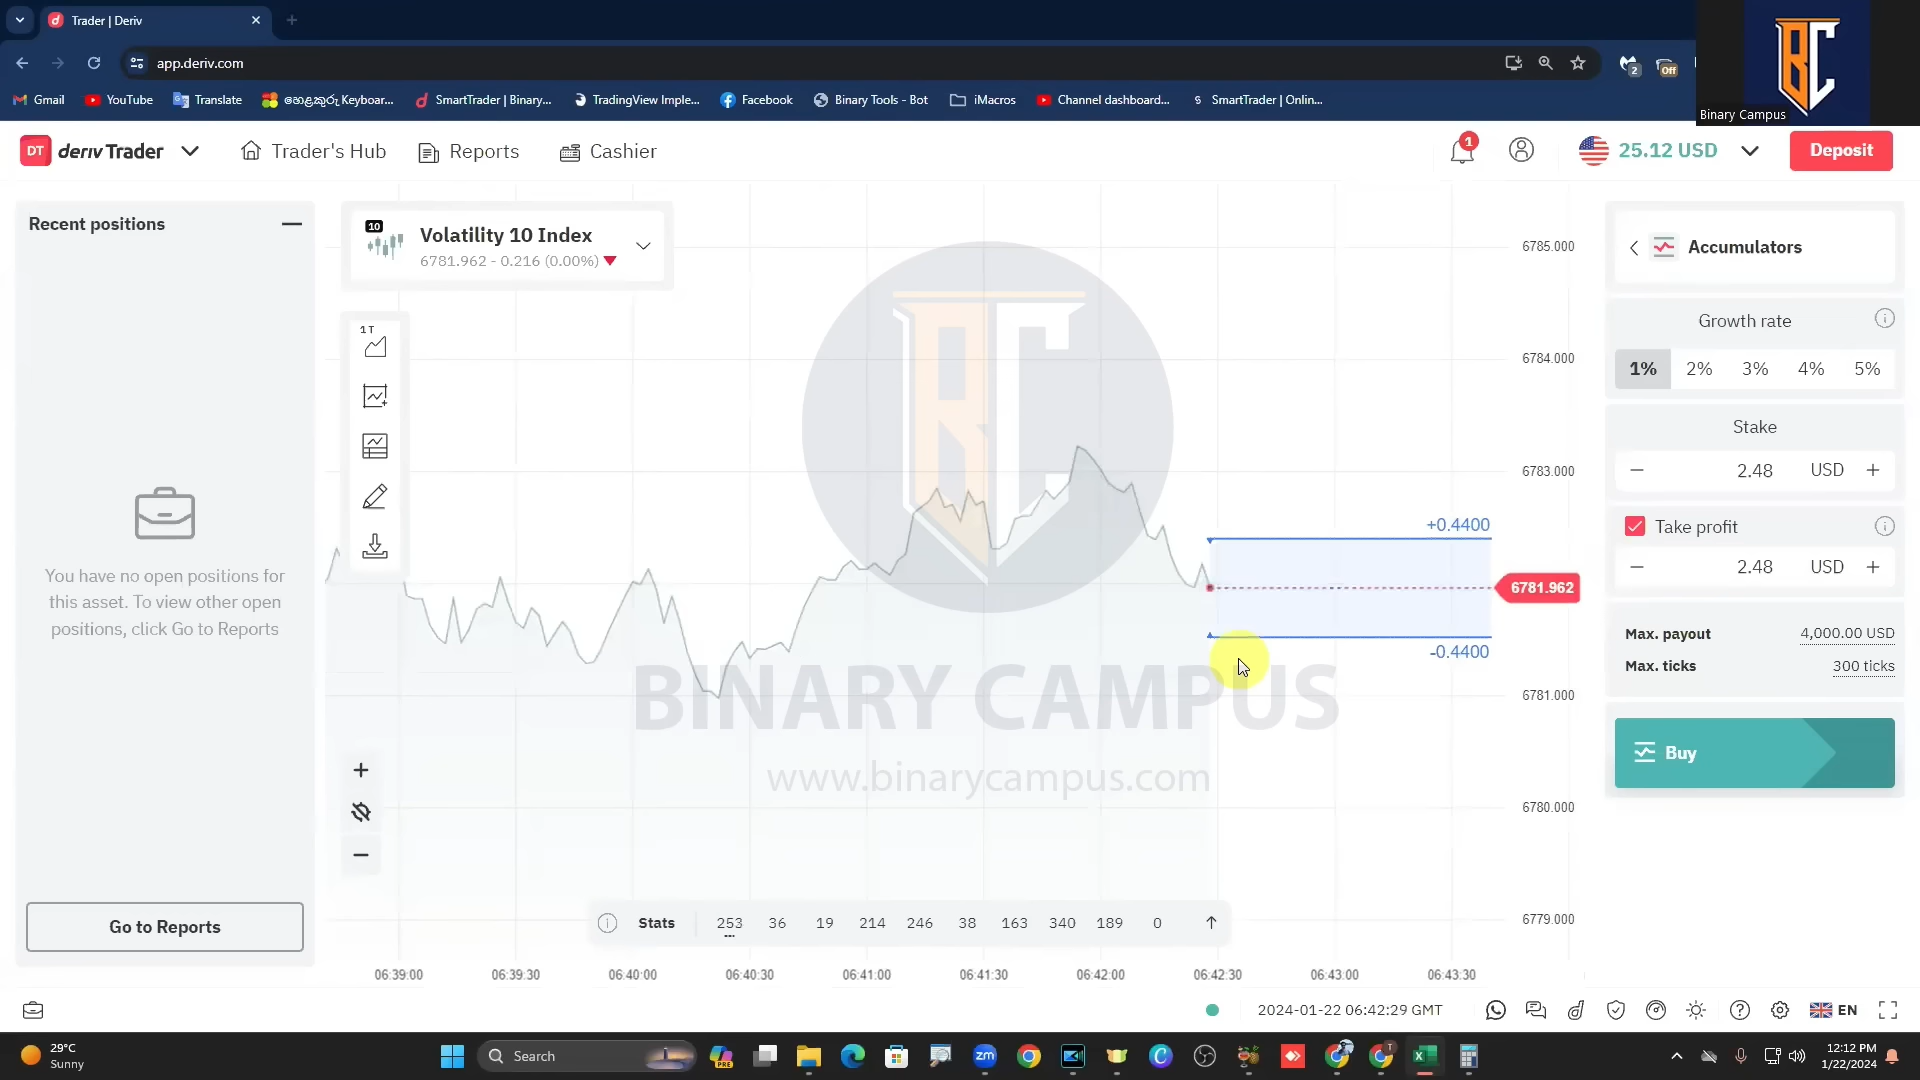 Trader | Deriv
app.deriv.com
2
Off
Gmail
YouTube
Translate
හෙළකුරු Keyboar...
SmartTrader | Binary...
TradingView Imple...
Facebook
Binary Tools - Bot
iMacros
Channel dashboard...
SmartTrader | Onlin...
BC
Binary Campus
DT deriv Trader
Trader's Hub
Reports
Cashier
1
25.12 USD
Deposit
Recent positions
You have no open positions for
this asset. To view other open
positions, click Go to Reports
Go to Reports
10
Volatility 10 Index
6781.962 - 0.216 (0.00%)
1T
BC
BINARY CAMPUS
www.binarycampus.com
+0.4400
-0.4400
6785.000
6784.000
6783.000
6781.962
6781.000
6780.000
6779.000
Stats 253 36 19 214 246 38 163 340 189 0
06:39:00 06:39:30 06:40:00 06:40:30 06:41:00 06:41:30 06:42:00 06:42:30 06:43:00 06:43:30
Accumulators
Growth rate
1% 2% 3% 4% 5%
Stake
2.48 USD
Take profit
2.48 USD
Max. payout 4,000.00 USD
Max. ticks 300 ticks
Buy
2024-01-22 06:42:29 GMT
EN
29°C
Sunny
Search
PRE
zm
12:12 PM
1/22/2024